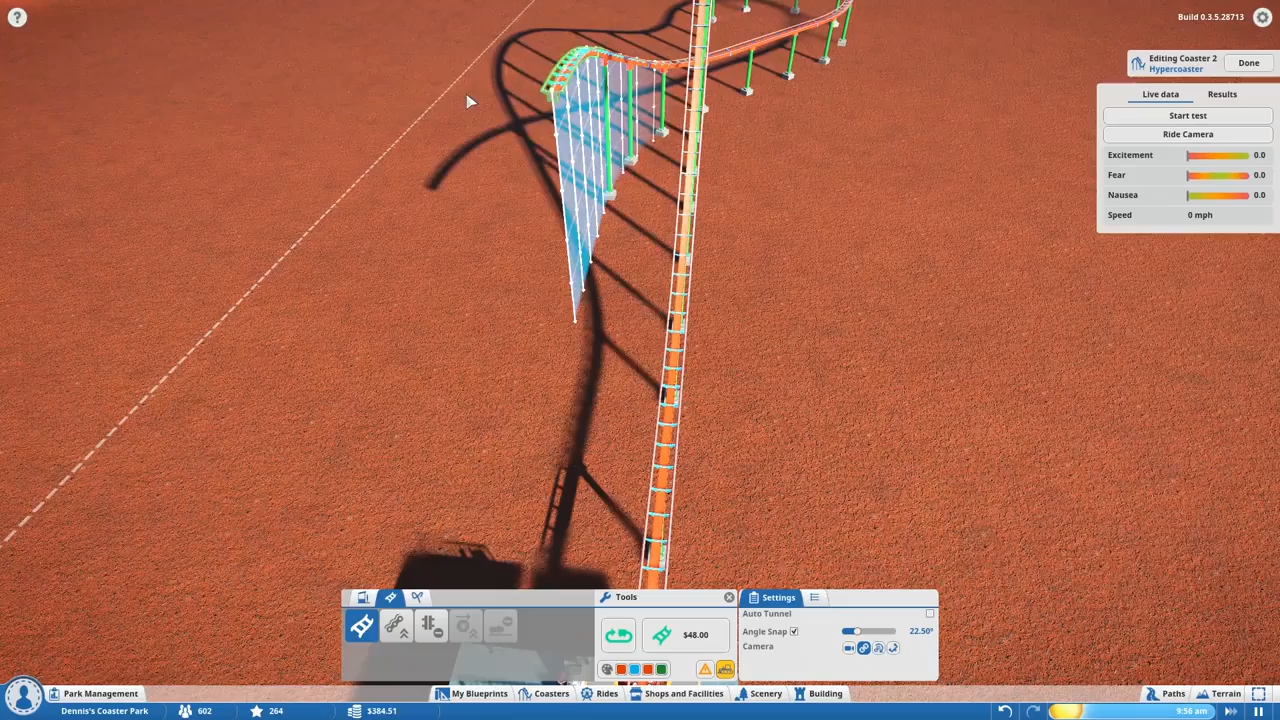 ?
Build 0.3.5.28713
Editing Coaster 2
Hypercoaster
Done
Live data
Results
Start test
Ride Camera
Excitement 0.0
Fear 0.0
Nausea 0.0
Speed 0 mph
Tools
$48.00
Settings
Auto Tunnel
Angle Snap 22.50°
Camera
Park Management
My Blueprints
Coasters
Rides
Shops and Facilities
Scenery
Building
Paths
Terrain
Dennis's Coaster Park
602
264
$384.51
9:56 am